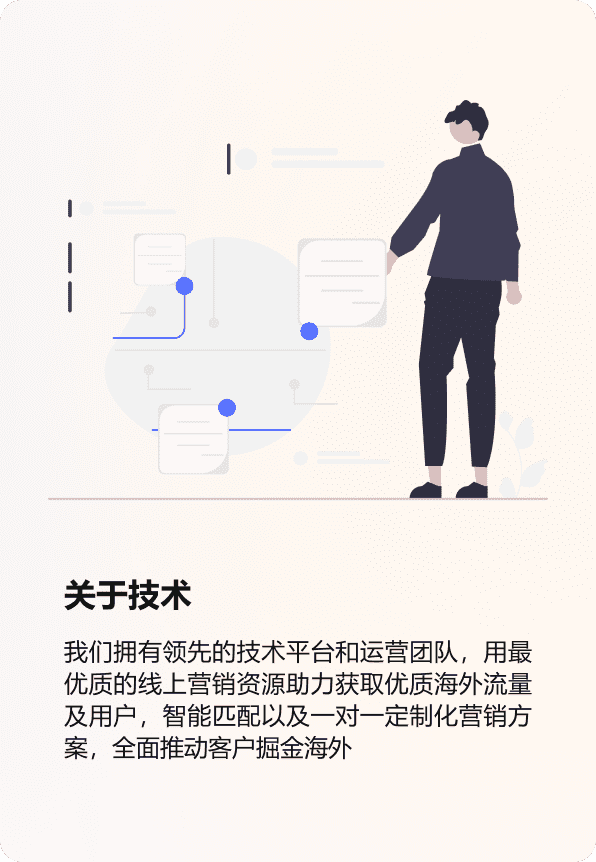 关于技术
我们拥有领先的技术平台和运营团队，用最
优质的线上营销资源助力获取优质海外流量
及用户，智能匹配以及一对一定制化营销方
案，全面推动客户掘金海外